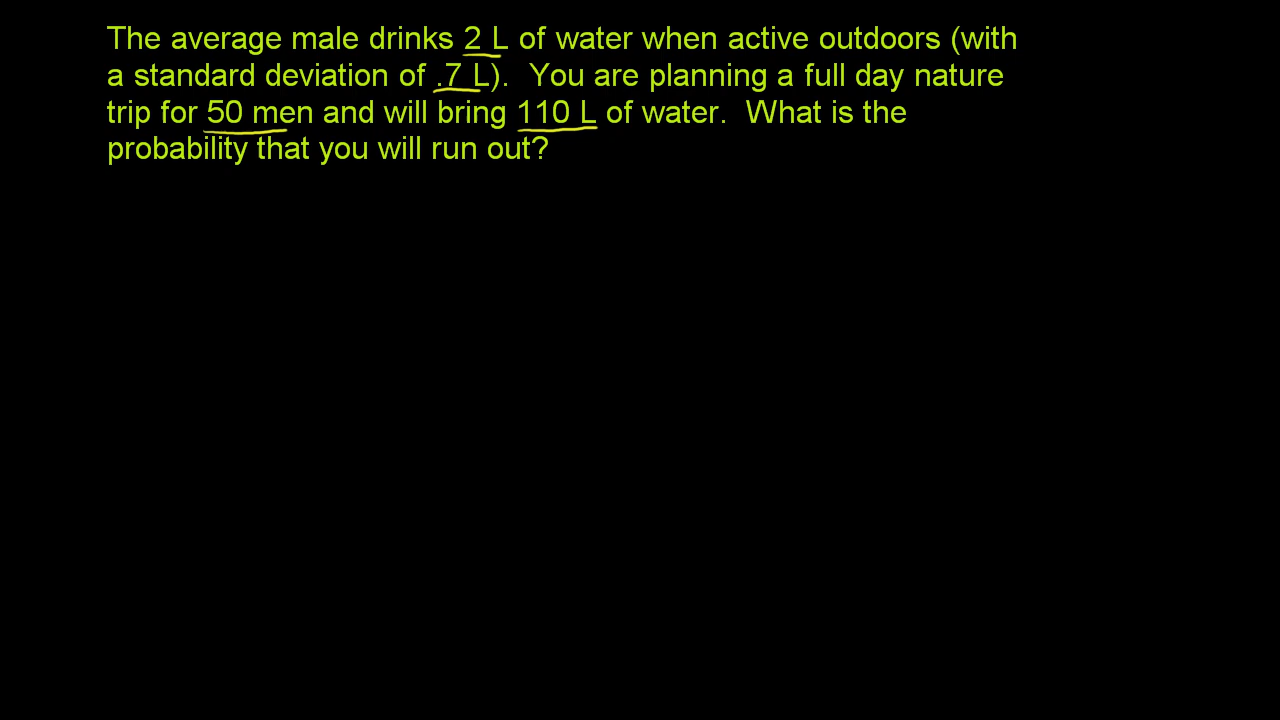 The average male drinks 2 L of water when active outdoors (with
a standard deviation of .7 L).  You are planning a full day nature
trip for 50 men and will bring 110 L of water.  What is the
probability that you will run out?